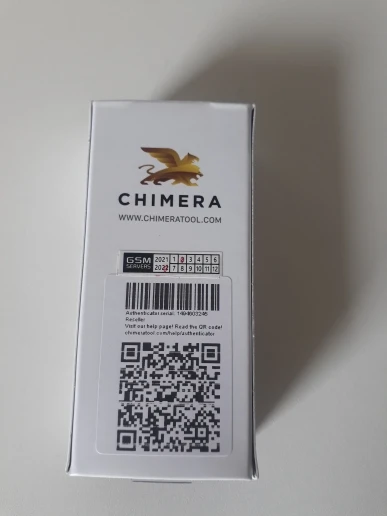 CHIMERA
WWW.CHIMERATOOL.COM
GSM SERVERS
2021 1 2 3 4 5 6
2022 7 8 9 10 11 12
Authenticator serial: 1494600245
Reseller
Visit our help page! Read the QR code!
chimeratool.com/help/authenticator